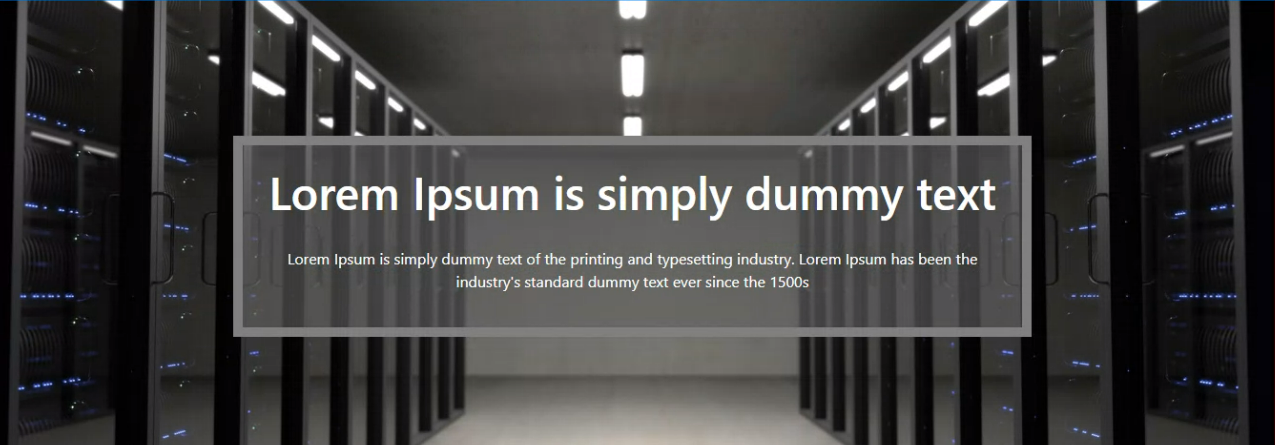 Lorem Ipsum is simply dummy text
Lorem Ipsum is simply dummy text of the printing and typesetting industry. Lorem Ipsum has been the
industry's standard dummy text ever since the 1500s